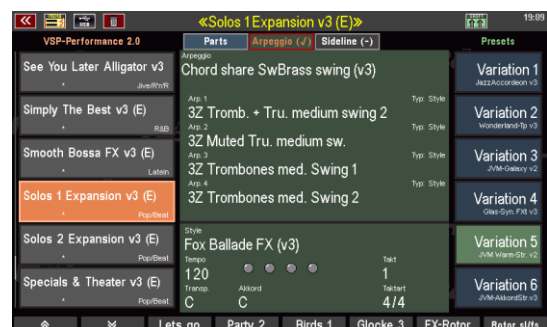 «Solos 1 Expansion v3 (E)»
19:09
VSP-Performance 2.0
Parts
Arpeggio (√)
Sideline (-)
Presets
See You Later Alligator v3
Jive/R'n'R
Simply The Best v3 (E)
R&B
Smooth Bossa FX v3 (E)
Latein
Solos 1 Expansion v3 (E)
Pop/Beat
Solos 2 Expansion v3 (E)
Pop/Beat
Specials & Theater v3 (E)
Pop/Beat
Arpeggio
Chord share SwBrass swing (v3)
Arp. 1
Typ: Style
3Z Tromb. + Tru. medium swing 2
Arp. 2
3Z Muted Tru. medium sw.
Arp. 3
Typ: Style
3Z Trombones med. Swing 1
Arp. 4
Typ: Style
3Z Trombones med. Swing 2
Style
Fox Ballade FX (v3)
Tempo
Takt
120
1
Transp.
Akkord
Taktart
C
C
4/4
Variation 1
JazzAccordeon v3
Variation 2
Wonderland-Tp v3
Variation 3
JVM-Galaxy v2
Variation 4
Glas-Syn. FXt v3
Variation 5
JVM Warm-Str. v2
Variation 6
JVM-AkkordStr.v3
Lets go
Party 2
Birds 1
Glocke 3
FX-Rotor
Rotor sl/fs